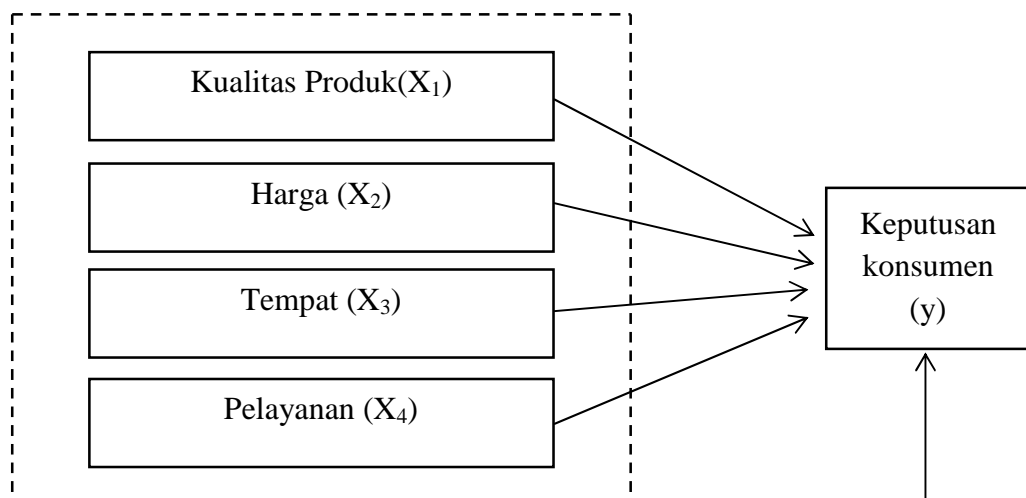 Kualitas Produk(X₁)
Harga (X₂)
Tempat (X₃)
Pelayanan (X₄)
Keputusan
konsumen
(y)